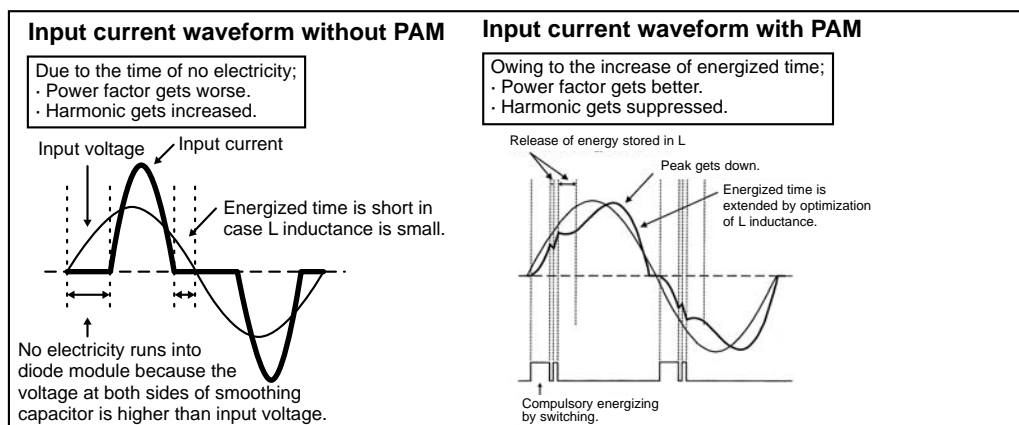 Input current waveform without PAM
Due to the time of no electricity;
· Power factor gets worse.
· Harmonic gets increased.
Input voltage
Input current
Energized time is short in
case L inductance is small.
No electricity runs into
diode module because the
voltage at both sides of smoothing
capacitor is higher than input voltage.
Input current waveform with PAM
Owing to the increase of energized time;
· Power factor gets better.
· Harmonic gets suppressed.
Release of energy stored in L
Peak gets down.
Energized time is
extended by optimization
of L inductance.
Compulsory energizing
by switching.